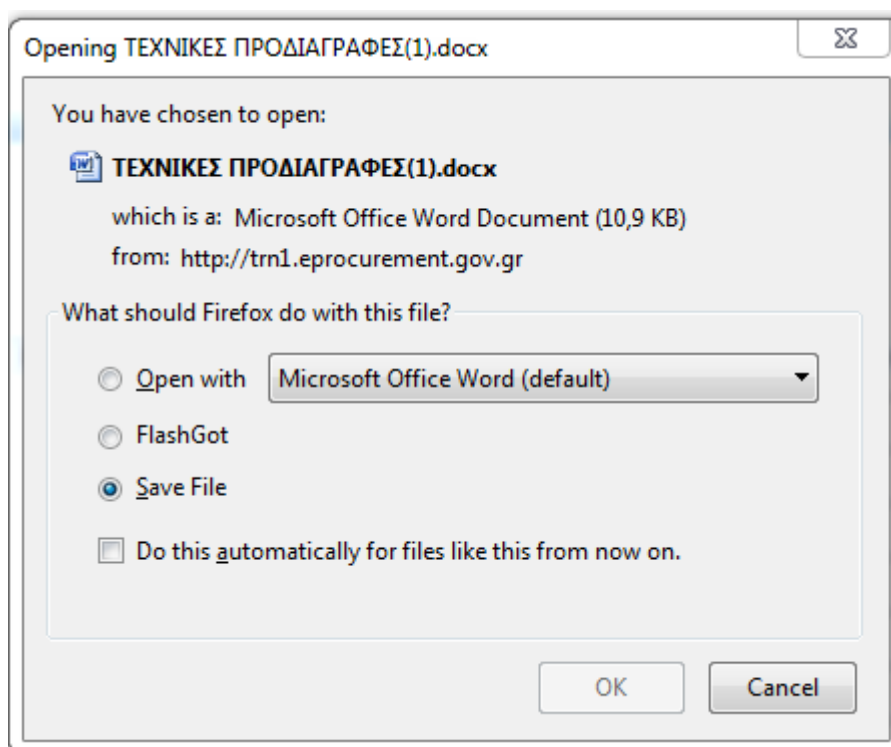 Opening ΤΕΧΝΙΚΕΣ ΠΡΟΔΙΑΓΡΑΦΕΣ(1).docx
You have chosen to open:
ΤΕΧΝΙΚΕΣ ΠΡΟΔΙΑΓΡΑΦΕΣ(1).docx
which is a: Microsoft Office Word Document (10,9 KB)
from: http://trn1.eprocurement.gov.gr
What should Firefox do with this file?
Open with Microsoft Office Word (default)
FlashGot
Save File
Do this automatically for files like this from now on.
OK Cancel